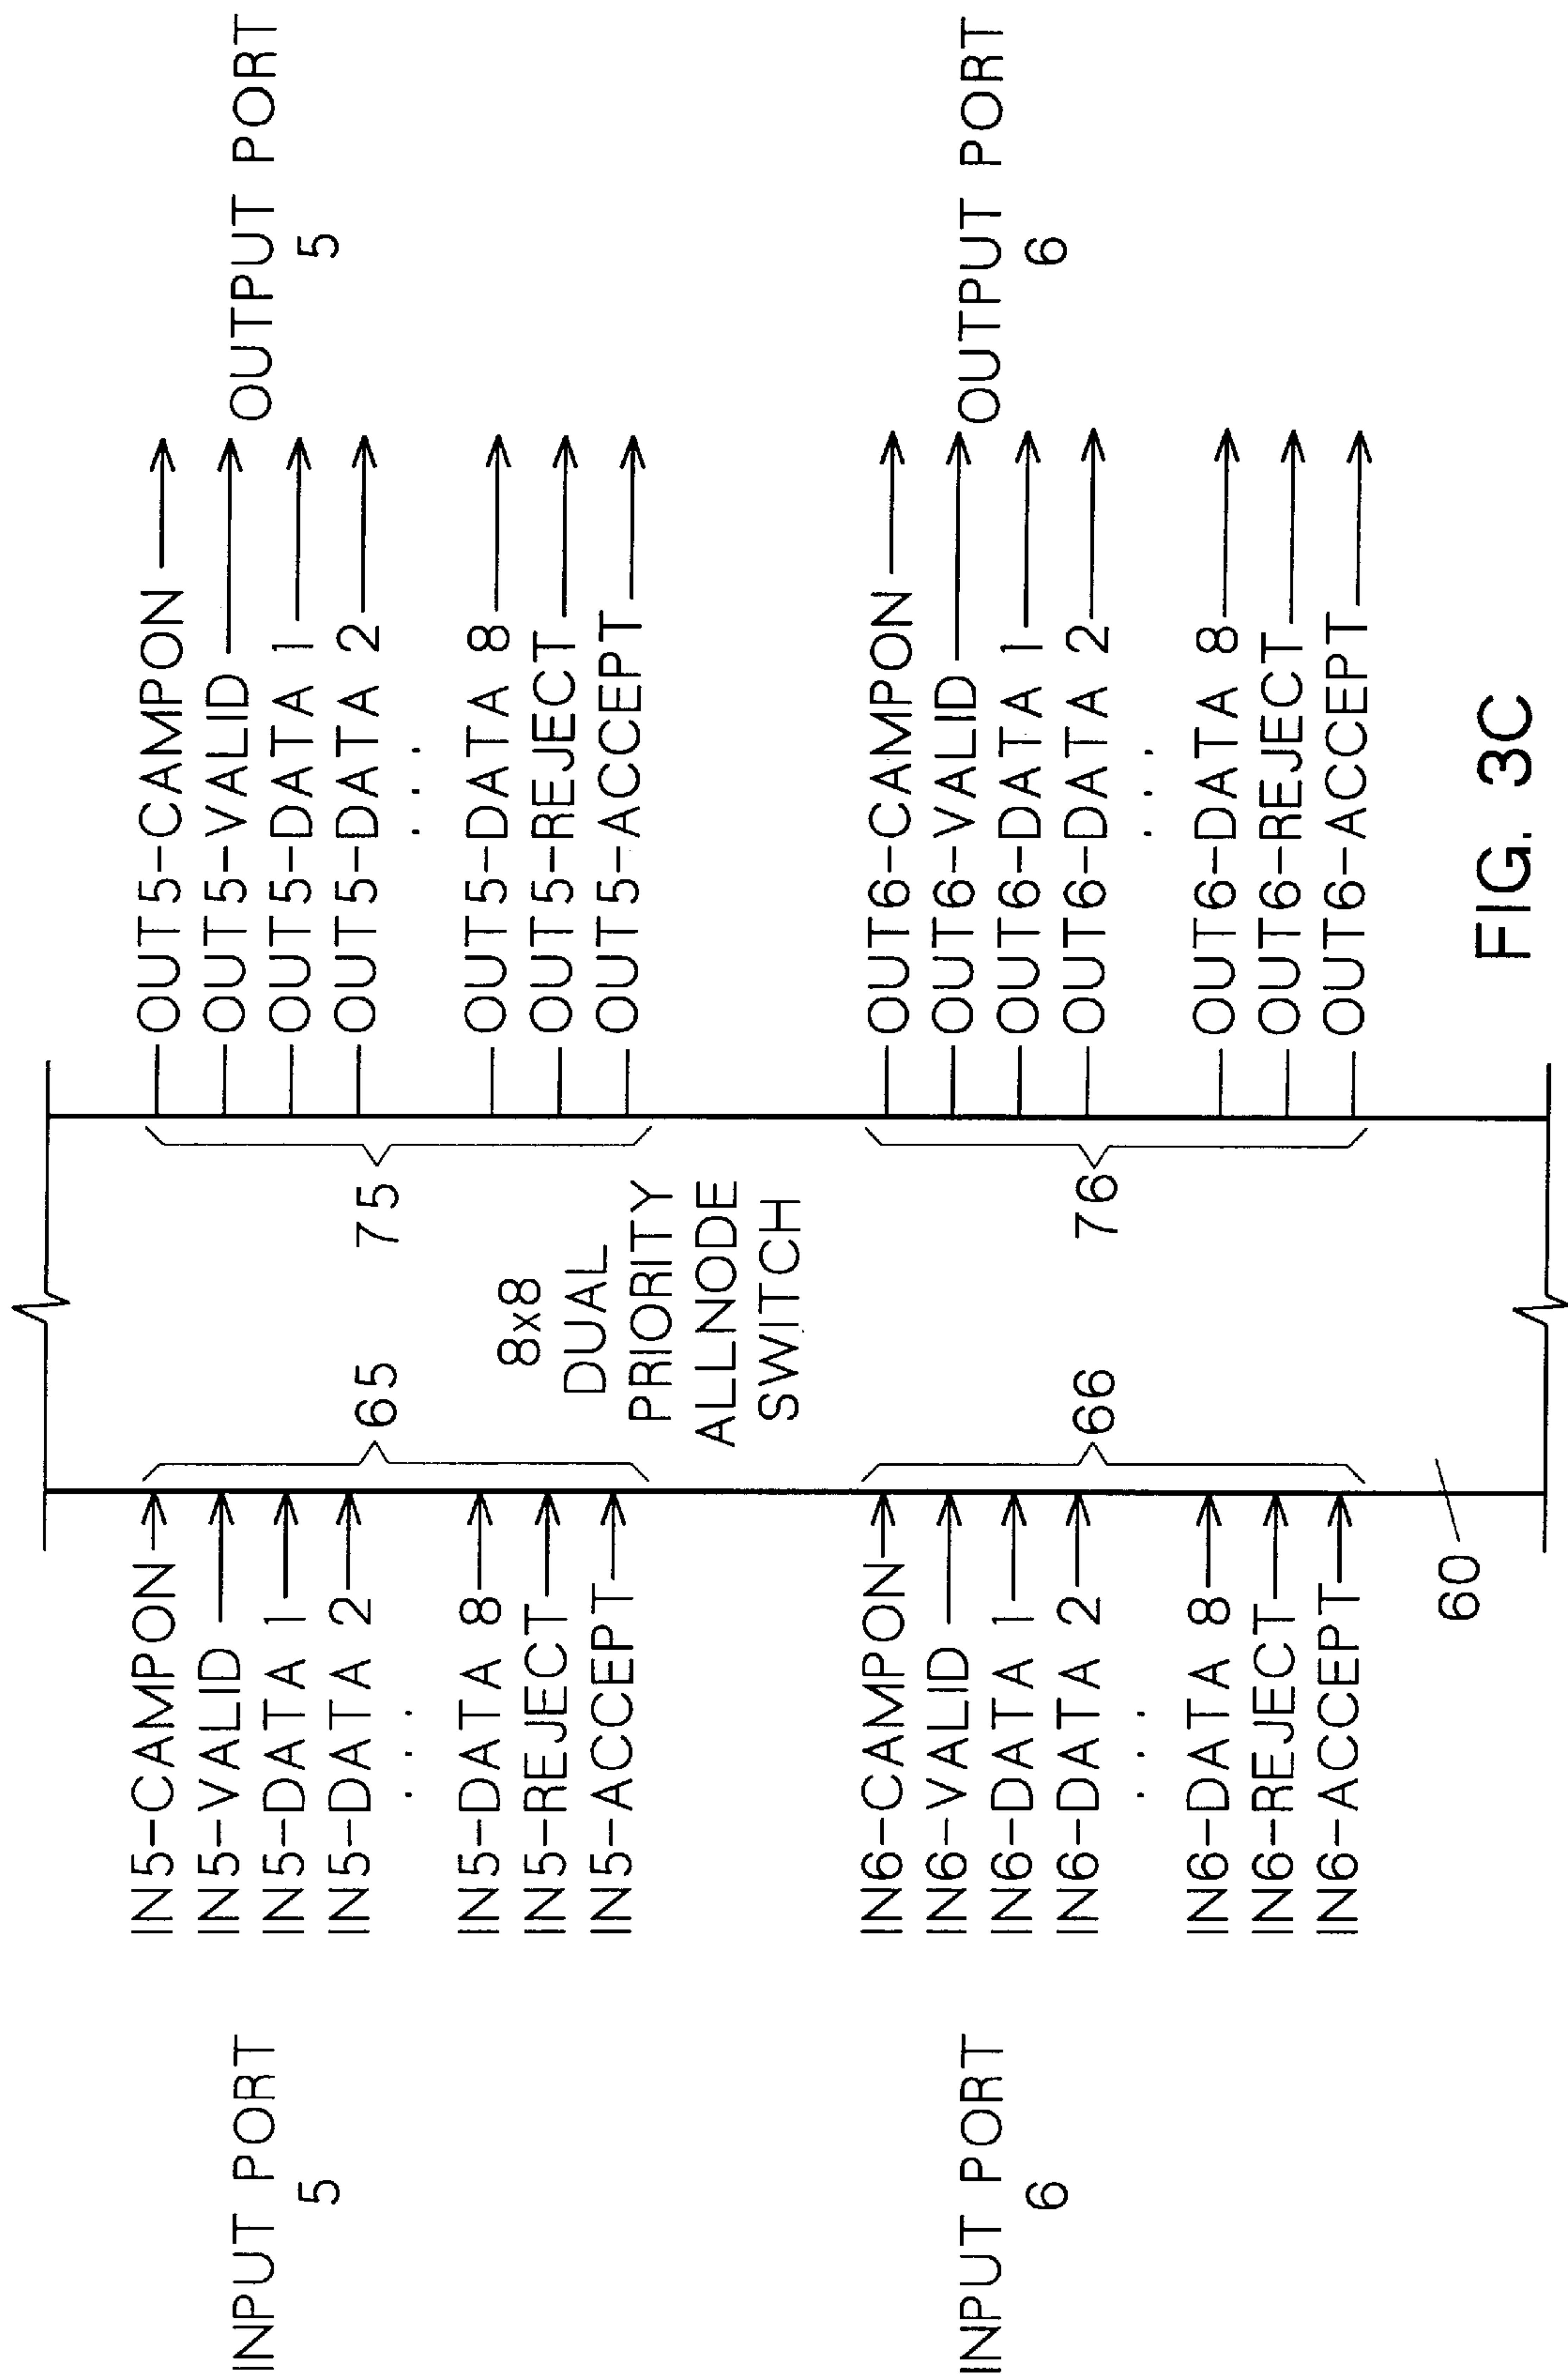 INPUT PORT
5
IN5-CAMPON
IN5-VALID
IN5-DATA 1
IN5-DATA 2
. . .
IN5-DATA 8
IN5-REJECT
IN5-ACCEPT
65
75
OUT5-CAMPON
OUT5-VALID
OUT5-DATA 1
OUT5-DATA 2
. . .
OUT5-DATA 8
OUT5-REJECT
OUT5-ACCEPT
OUTPUT PORT
5
8x8
DUAL
PRIORITY
ALLNODE
SWITCH
INPUT PORT
6
IN6-CAMPON
IN6-VALID
IN6-DATA 1
IN6-DATA 2
. . .
IN6-DATA 8
IN6-REJECT
IN6-ACCEPT
66
76
OUT6-CAMPON
OUT6-VALID
OUT6-DATA 1
OUT6-DATA 2
. . .
OUT6-DATA 8
OUT6-REJECT
OUT6-ACCEPT
OUTPUT PORT
6
60
FIG. 3C